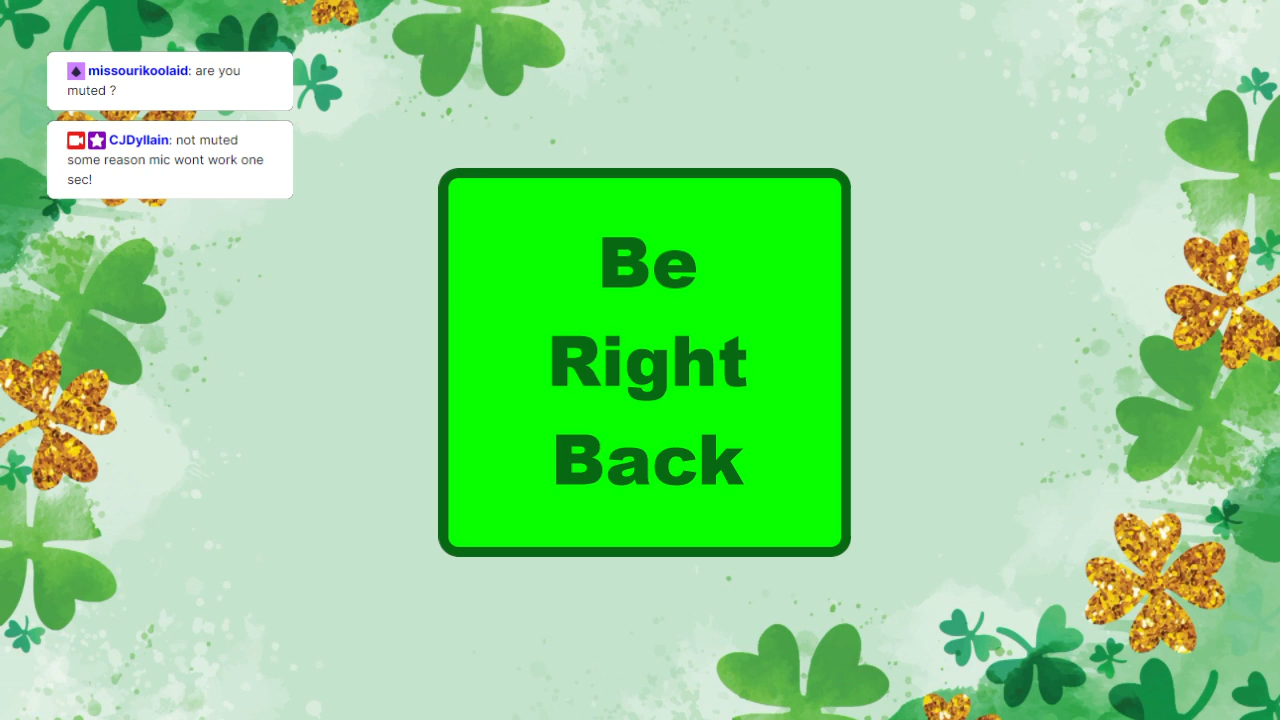 missourikoolaid: are you
muted ?
CJDyllain: not muted
some reason mic wont work one
sec!
Be
Right
Back